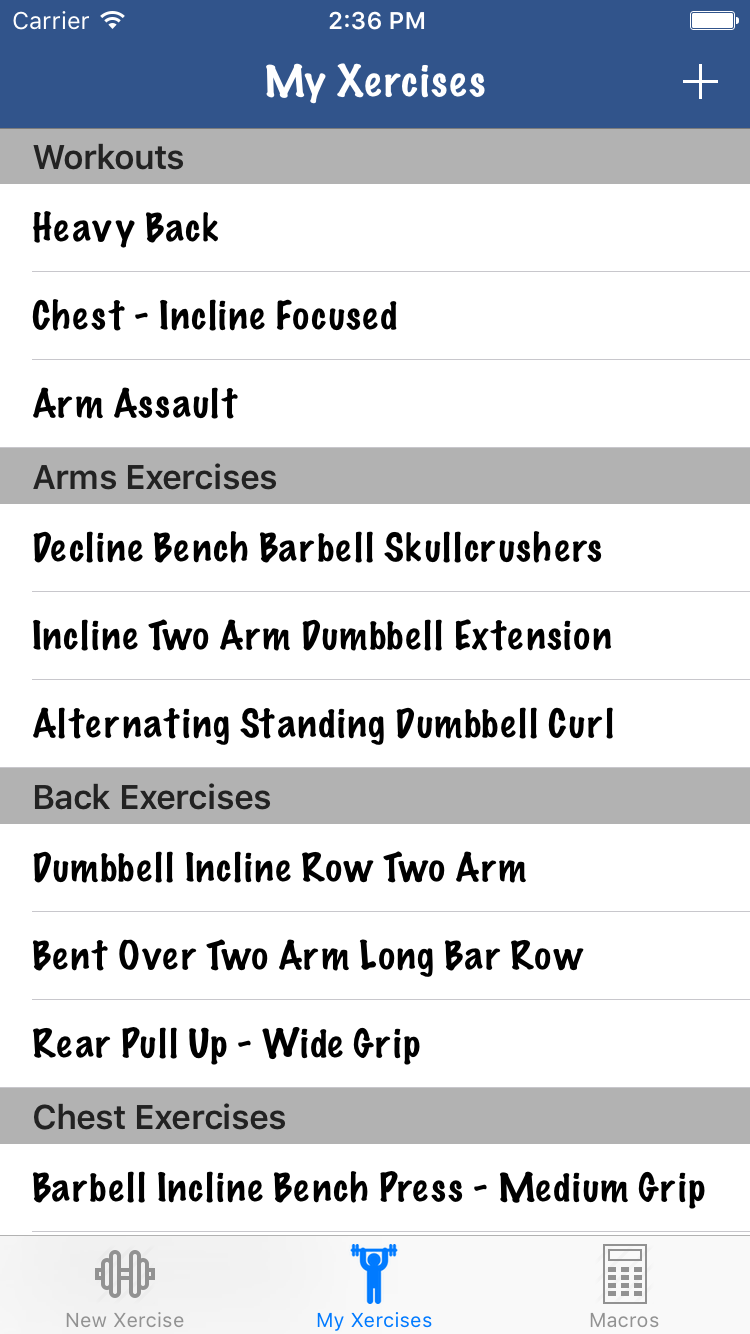 Carrier 2:36 PM
My Xercises
Workouts
Heavy Back
Chest - Incline Focused
Arm Assault
Arms Exercises
Decline Bench Barbell Skullcrushers
Incline Two Arm Dumbbell Extension
Alternating Standing Dumbbell Curl
Back Exercises
Dumbbell Incline Row Two Arm
Bent Over Two Arm Long Bar Row
Rear Pull Up - Wide Grip
Chest Exercises
Barbell Incline Bench Press - Medium Grip
New Xercise My Xercises Macros